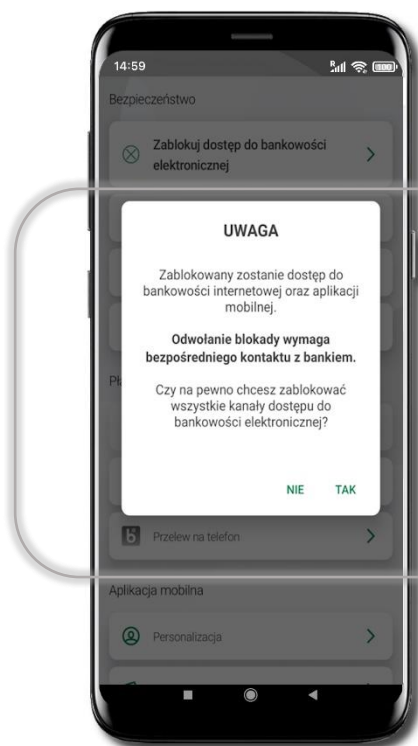 14:59
Bezpieczeństwo
Zablokuj dostęp do bankowości
elektronicznej
UWAGA
Zablokowany zostanie dostęp do
bankowości internetowej oraz aplikacji
mobilnej.
Odwołanie blokady wymaga
bezpośredniego kontaktu z bankiem.
Czy na pewno chcesz zablokować
wszystkie kanały dostępu do
bankowości elektronicznej?
NIE TAK
Przelew na telefon
Aplikacja mobilna
Personalizacja